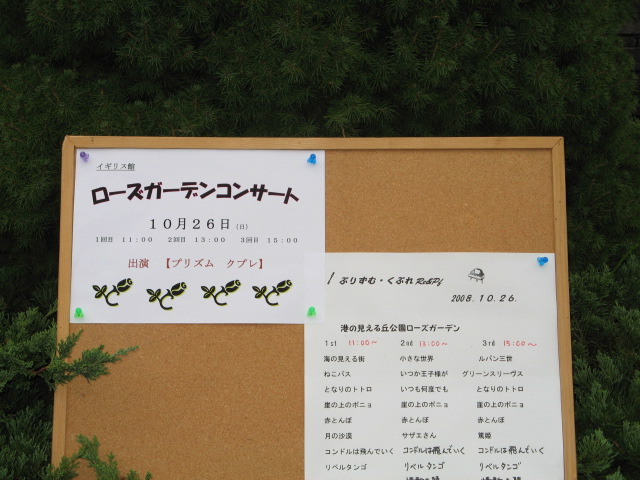 イギリス館
ローズガーデンコンサート
10月26日(日)
1回目 11:00 2回目 13:00 3回目 15:00
出演 【プリズム クプレ】
ぷりずむ・くぷれ
2008.10.26.
港の見える丘公園ローズガーデン
1st 11:00〜 2nd 13:00〜 3rd 15:00〜
海の見える街 小さな世界 ルパン三世
ねこバス いつか王子様が グリーンスリーヴス
となりのトトロ いつも何度でも となりのトトロ
崖の上のポニョ 崖の上のポニョ 崖の上のポニョ
赤とんぼ 赤とんぼ 赤とんぼ
月の沙漠 サザエさん 篤姫
コンドルは飛んでいく コンドルは飛んでいく コンドルは飛んでいく
リベルタンゴ リベルタンゴ リベルタンゴ